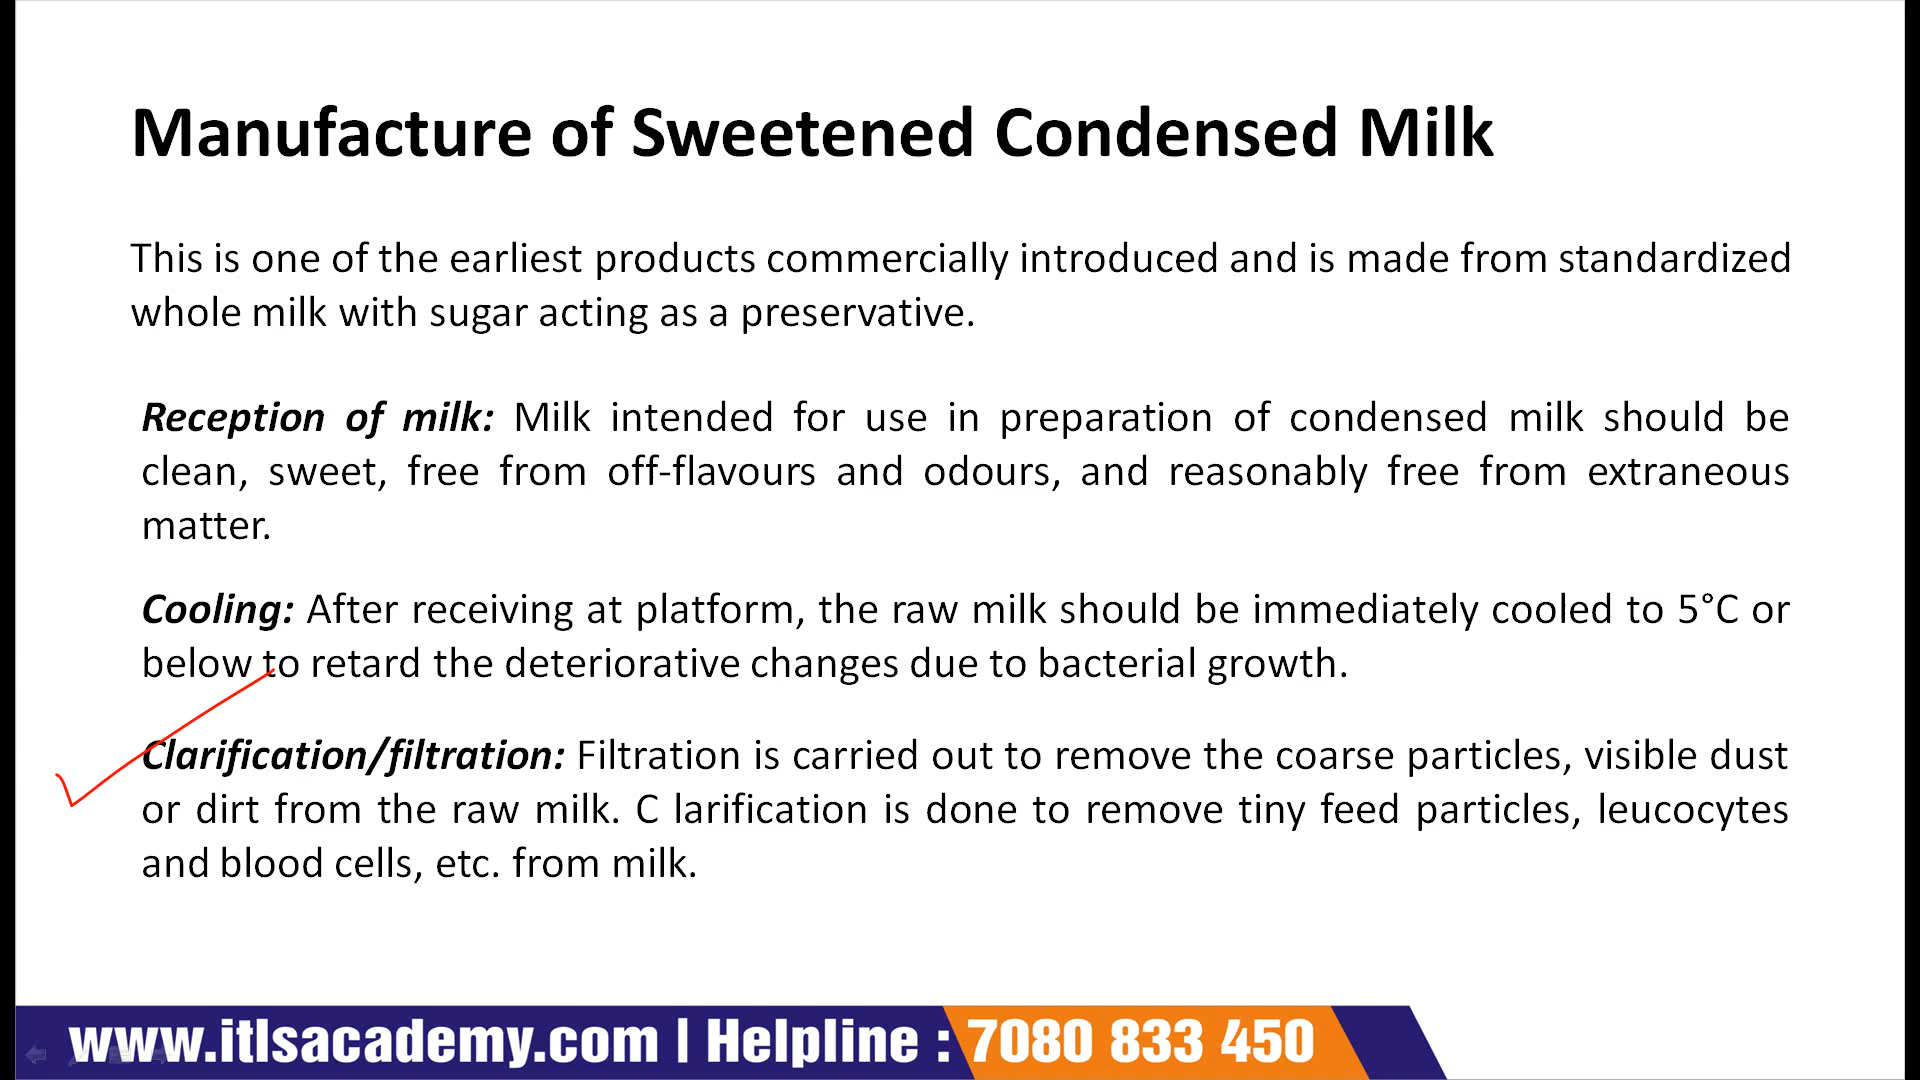 Manufacture of Sweetened Condensed Milk
This is one of the earliest products commercially introduced and is made from standardized
whole milk with sugar acting as a preservative.
Reception of milk: Milk intended for use in preparation of condensed milk should be
clean, sweet, free from off-flavours and odours, and reasonably free from extraneous
matter.
Cooling: After receiving at platform, the raw milk should be immediately cooled to 5°C or
below to retard the deteriorative changes due to bacterial growth.
Clarification/filtration: Filtration is carried out to remove the coarse particles, visible dust
or dirt from the raw milk. C larification is done to remove tiny feed particles, leucocytes
and blood cells, etc. from milk.
www.itlsacademy.com | Helpline : 7080 833 450